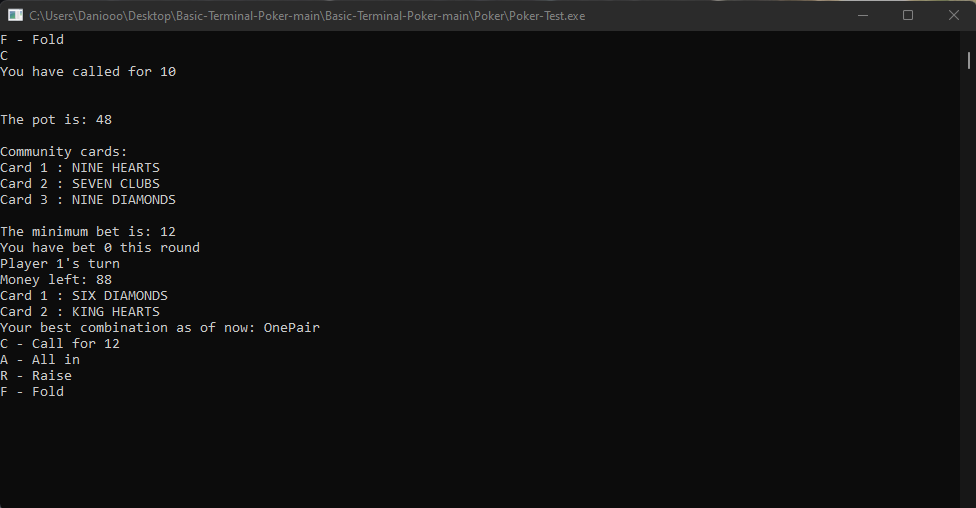 C:\Users\Daniooo\Desktop\Basic-Terminal-Poker-main\Basic-Terminal-Poker-main\Poker\Poker-Test.exe
F - Fold
C
You have called for 10
The pot is: 48
Community cards:
Card 1 : NINE HEARTS
Card 2 : SEVEN CLUBS
Card 3 : NINE DIAMONDS
The minimum bet is: 12
You have bet 0 this round
Player 1's turn
Money left: 88
Card 1 : SIX DIAMONDS
Card 2 : KING HEARTS
Your best combination as of now: OnePair
C - Call for 12
A - All in
R - Raise
F - Fold